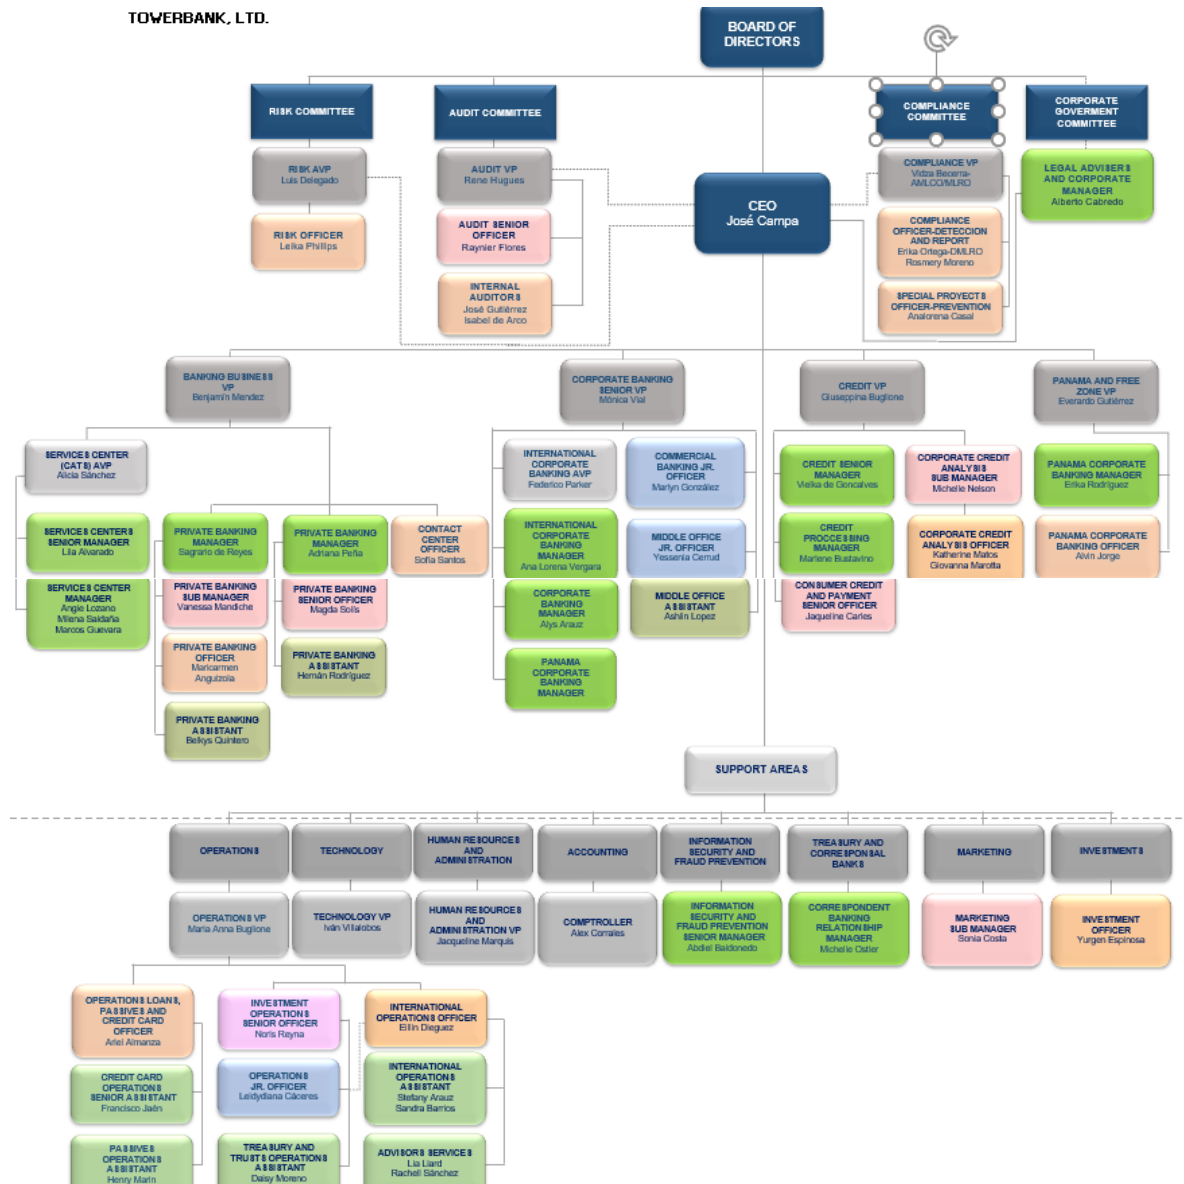 TOWERBANK, LTD.
BOARD OF
DIRECTORS
RISK COMMITTEE
AUDIT COMMITTEE
COMPLIANCE
COMMITTEE
CORPORATE
GOVERMENT
COMMITTEE
RISK AVP
Luis Delegado
AUDIT VP
Rene Hugues
CEO
José Campa
COMPLIANCE VP
Vidza Becerra-
AMLCO/MLRO
LEGAL ADVISERS
AND CORPORATE
MANAGER
Alberto Cabredo
RISK OFFICER
Leika Phillips
AUDIT SENIOR
OFFICER
Raynier Flores
COMPLIANCE
OFFICER-DETECCION
AND REPORT
Erika Ortega-DMLRO
Rosmery Moreno
INTERNAL
AUDITORS
José Gutiérrez
Isabel de Arco
SPECIAL PROYECTS
OFFICER-PREVENTION
Analorena Casal
BANKING BUSINESS
VP
Benjamín Mendez
CORPORATE BANKING
SENIOR VP
Mónica Vial
CREDIT VP
Giuseppina Buglione
PANAMA AND FREE
ZONE VP
Everardo Gutiérrez
SERVICES CENTER
(CATS) AVP
Alicia Sánchez
INTERNATIONAL
CORPORATE
BANKING AVP
Federico Parker
COMMERCIAL
BANKING JR.
OFFICER
Marlyn González
CREDIT SENIOR
MANAGER
Vielka de Goncalves
CORPORATE CREDIT
ANALYSIS
SUB MANAGER
Michelle Nelson
PANAMA CORPORATE
BANKING MANAGER
Erika Rodríguez
SERVICES CENTERS
SENIOR MANAGER
Lila Alvarado
PRIVATE BANKING
MANAGER
Sagrario de Reyes
PRIVATE BANKING
MANAGER
Adriana Peña
CONTACT
CENTER
OFFICER
Sofía Santos
INTERNATIONAL
CORPORATE
BANKING
MANAGER
Ana Lorena Vergara
MIDDLE OFFICE
JR. OFFICER
Yessenia Cerrud
CREDIT
PROCCESSING
MANAGER
Marlene Bustavino
CORPORATE CREDIT
ANALYSIS OFFICER
Katherine Matos
Giovanna Marotta
PANAMA CORPORATE
BANKING OFFICER
Alvin Jorge
SERVICES CENTER
MANAGER
Angie Lozano
Milena Saldaña
Marcos Guevara
PRIVATE BANKING
SUB MANAGER
Vanessa Mandiche
PRIVATE BANKING
SENIOR OFFICER
Magda Solís
CORPORATE
BANKING
MANAGER
Alys Arauz
MIDDLE OFFICE
ASSISTANT
Ashlin Lopez
CONSUMER CREDIT
AND PAYMENT
SENIOR OFFICER
Jaqueline Carles
PRIVATE BANKING
OFFICER
Maricarmen
Anguizola
PRIVATE BANKING
ASSISTANT
Hernán Rodríguez
PANAMA
CORPORATE
BANKING
MANAGER
PRIVATE BANKING
ASSISTANT
Belkys Quintero
SUPPORT AREAS
OPERATIONS
TECHNOLOGY
HUMAN RESOURCES
AND
ADMINISTRATION
ACCOUNTING
INFORMATION
SECURITY AND
FRAUD PREVENTION
TREASURY AND
CORRESPONSAL
BANKS
MARKETING
INVESTMENTS
OPERATIONS VP
Maria Anna Buglione
TECHNOLOGY VP
Iván Villalobos
HUMAN RESOURCES
AND
ADMINISTRATION VP
Jacqueline Marquis
COMPTROLLER
Alex Corrales
INFORMATION
SECURITY AND
FRAUD PREVENTION
SENIOR MANAGER
Abdiel Baldonedo
CORRESPONDENT
BANKING
RELATIONSHIP
MANAGER
Michelle Ostler
MARKETING
SUB MANAGER
Sonia Costa
INVESTMENT
OFFICER
Yurgen Espinosa
OPERATIONS LOANS,
PASSIVES AND
CREDIT CARD
OFFICER
Ariel Almanza
INVESTMENT
OPERATIONS
SENIOR OFFICER
Noris Reyna
INTERNATIONAL
OPERATIONS OFFICER
Eilin Dieguez
CREDIT CARD
OPERATIONS
SENIOR ASSISTANT
Francisco Jaén
OPERATIONS
JR. OFFICER
Leidydiana Cáceres
INTERNATIONAL
OPERATIONS
ASSISTANT
Stefany Arauz
Sandra Barrios
PASSIVES
OPERATIONS
ASSISTANT
Henry Marin
TREASURY AND
TRUSTS OPERATIONS
ASSISTANT
Daisy Moreno
ADVISORS SERVICES
Lia Liard
Rachell Sánchez